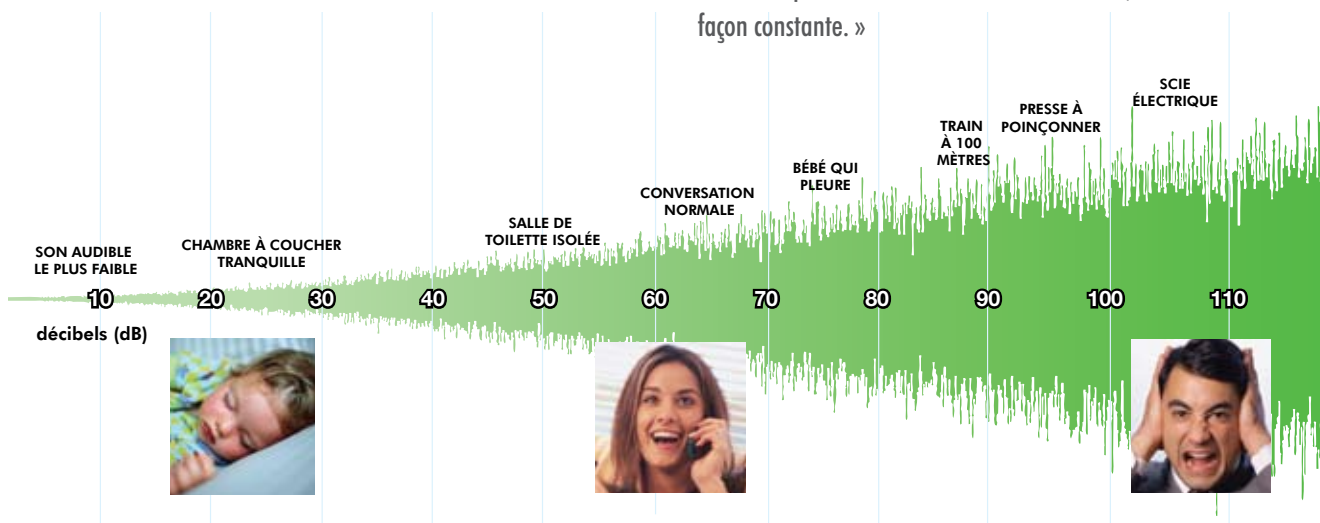 façon constante. »
SCIE
ÉLECTRIQUE
PRESSE À
POINÇONNER
TRAIN
À 100
MÈTRES
BÉBÉ QUI
PLEURE
CONVERSATION
NORMALE
SALLE DE
TOILETTE ISOLÉE
CHAMBRE À COUCHER
TRANQUILLE
SON AUDIBLE
LE PLUS FAIBLE
10 20 30 40 50 60 70 80 90 100 110
décibels (dB)